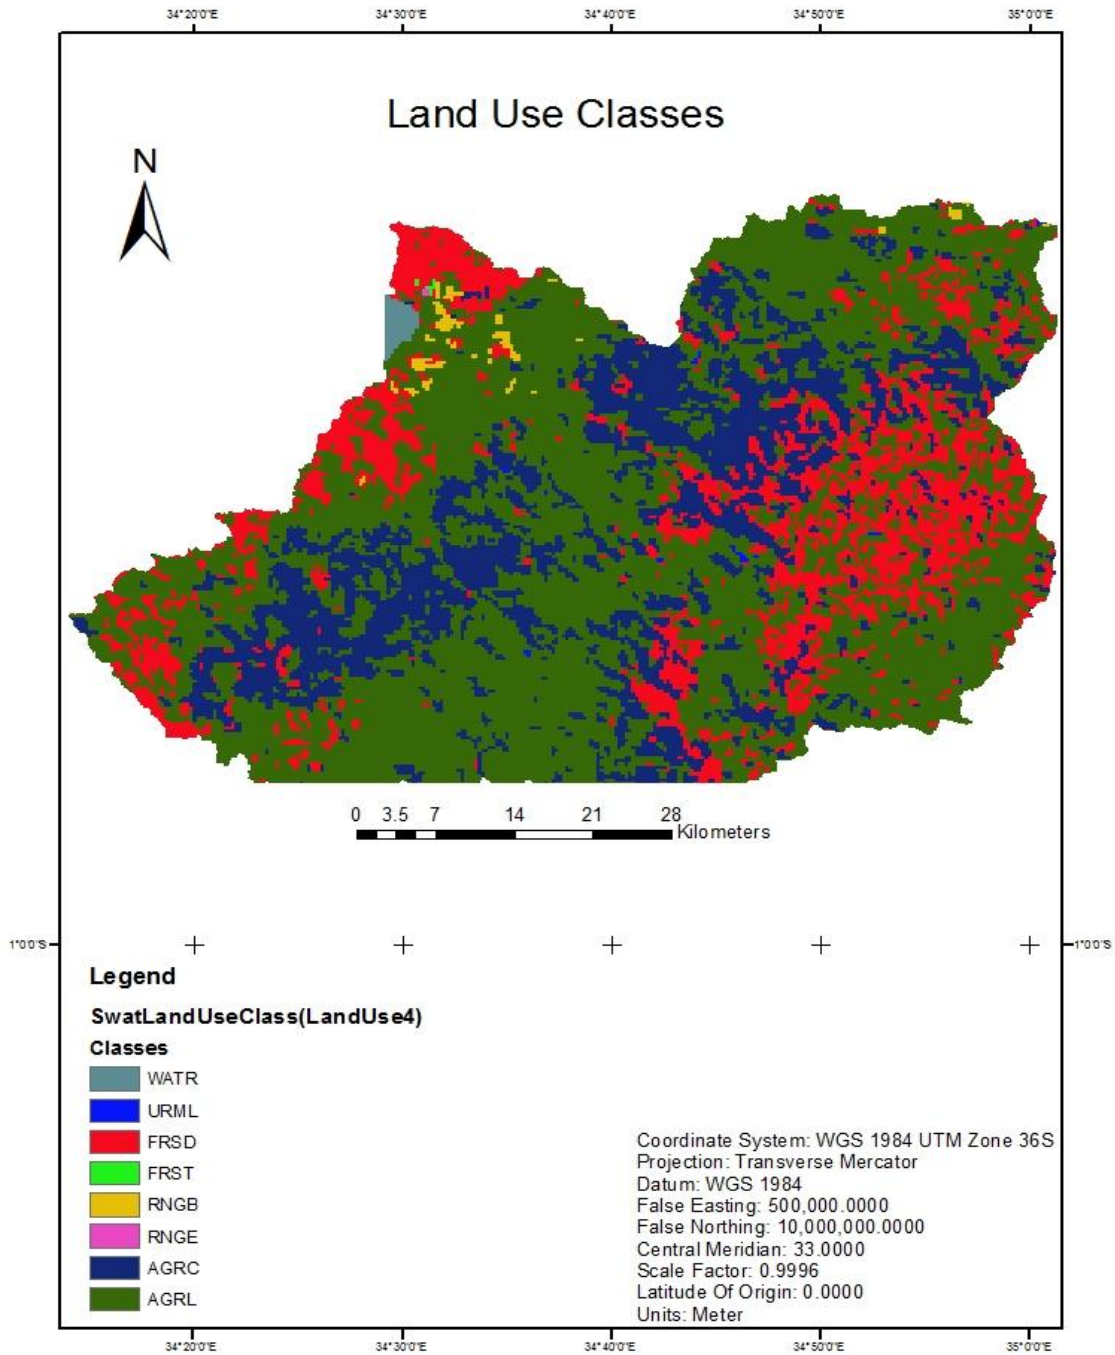 34°20'0"E 34°30'0"E 34°40'0"E 34°50'0"E 35°0'0"E
Land Use Classes
N
0 3.5 7 14 21 28
Kilometers
1°0'0"S 1°0'0"S
Legend
SwatLandUseClass(LandUse4)
Classes
WATR
URML
FRSD
FRST
RNGB
RNGE
AGRC
AGRL
Coordinate System: WGS 1984 UTM Zone 36S
Projection: Transverse Mercator
Datum: WGS 1984
False Easting: 500,000.0000
False Northing: 10,000,000.0000
Central Meridian: 33.0000
Scale Factor: 0.9996
Latitude Of Origin: 0.0000
Units: Meter
34°20'0"E 34°30'0"E 34°40'0"E 34°50'0"E 35°0'0"E